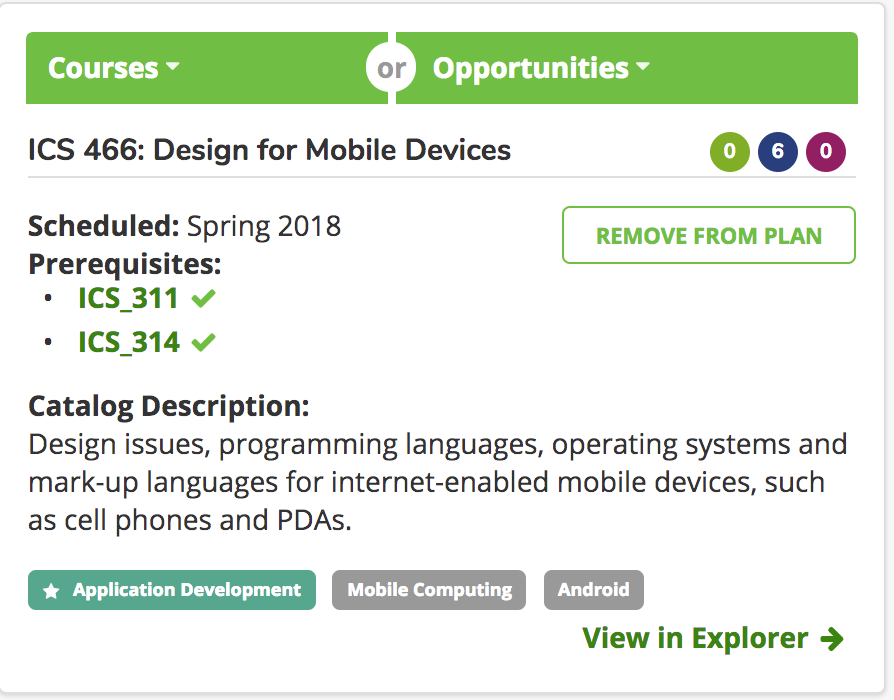 Courses or Opportunities
ICS 466: Design for Mobile Devices 0 6 0
Scheduled: Spring 2018 REMOVE FROM PLAN
Prerequisites:
• ICS_311
• ICS_314
Catalog Description:
Design issues, programming languages, operating systems and
mark-up languages for internet-enabled mobile devices, such
as cell phones and PDAs.
Application Development Mobile Computing Android
View in Explorer